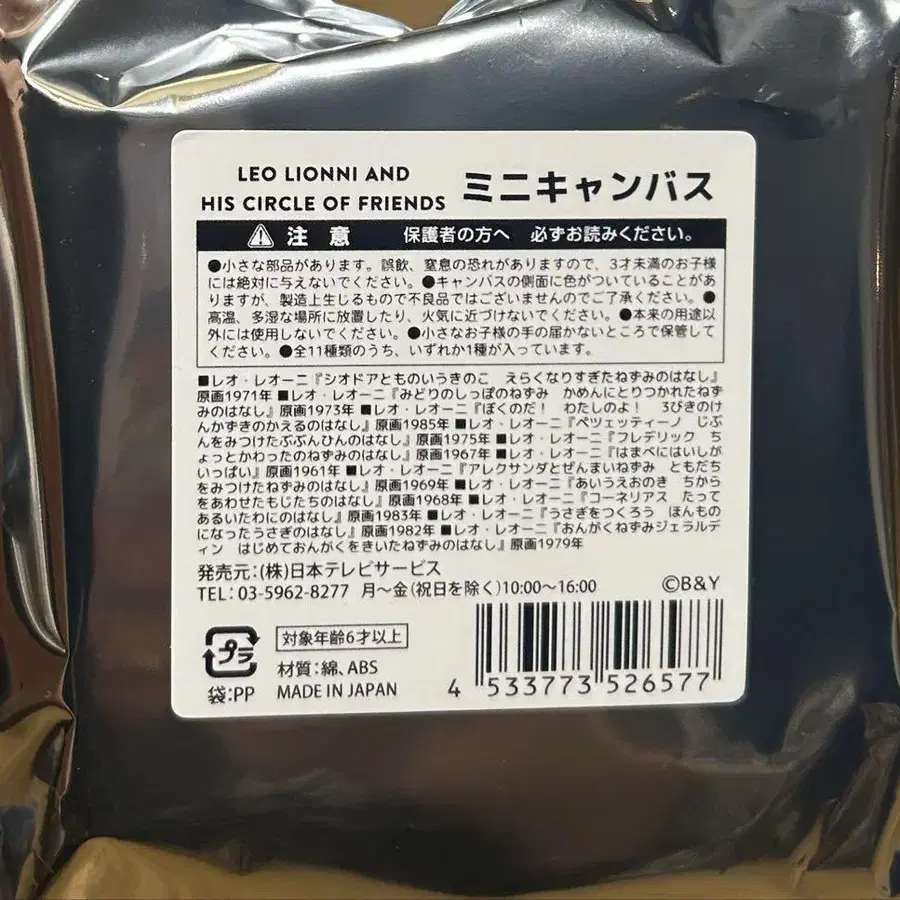 LEO LIONNI AND
HIS CIRCLE OF FRIENDS ミニキャンバス
注 意 保護者の方へ 必ずお読みください。
●小さな部品があります。誤飲、窒息の恐れがありますので、3才未満のお子様
には絶対に与えないでください。●キャンバスの側面に色がついていることがあ
りますが、製造上生じるもので不良品ではございませんのでご了承ください。●
高温、多湿な場所に放置したり、火気に近づけないでください。●本来の用途以
外には使用しないでください。●小さなお子様の手の届かないところで保管して
ください。●全11種類のうち、いずれか1種が入っています。
■レオ・レオーニ『シオドアとものいうきのこ えらくなりすぎたねずみのはなし』
原画1971年 ■レオ・レオーニ『みどりのしっぽのねずみ かめんにとりつかれたねず
みのはなし』原画1973年 ■レオ・レオーニ『ぼくのだ! わたしのよ! 3びきのけ
んかずきのかえるのはなし』原画1985年 ■レオ・レオーニ『ペツェッティーノ じぶ
んをみつけたぶぶんひんのはなし』原画1975年 ■レオ・レオーニ『フレデリック ち
ょっとかわったのねずみのはなし』原画1967年 ■レオ・レオーニ『はまべにはいしが
いっぱい』原画1961年 ■レオ・レオーニ『アレクサンダとぜんまいねずみ ともだち
をみつけたねずみのはなし』原画1969年 ■レオ・レオーニ『あいうえおのき ちから
をあわせたもじたちのはなし』原画1968年 ■レオ・レオーニ『コーネリアス たって
あるいたわにのはなし』原画1983年 ■レオ・レオーニ『うさぎをつくろう ほんもの
になったうさぎのはなし』原画1982年 ■レオ・レオーニ『おんがくねずみジェラルデ
ィン はじめておんがくをきいたねずみのはなし』原画1979年
発売元:(株)日本テレビサービス
TEL:03-5962-8277 月〜金(祝日を除く)10:00〜16:00 ©B&Y
プラ
対象年齢6才以上
材質:綿、ABS
袋:PP
MADE IN JAPAN
4 533773 526577